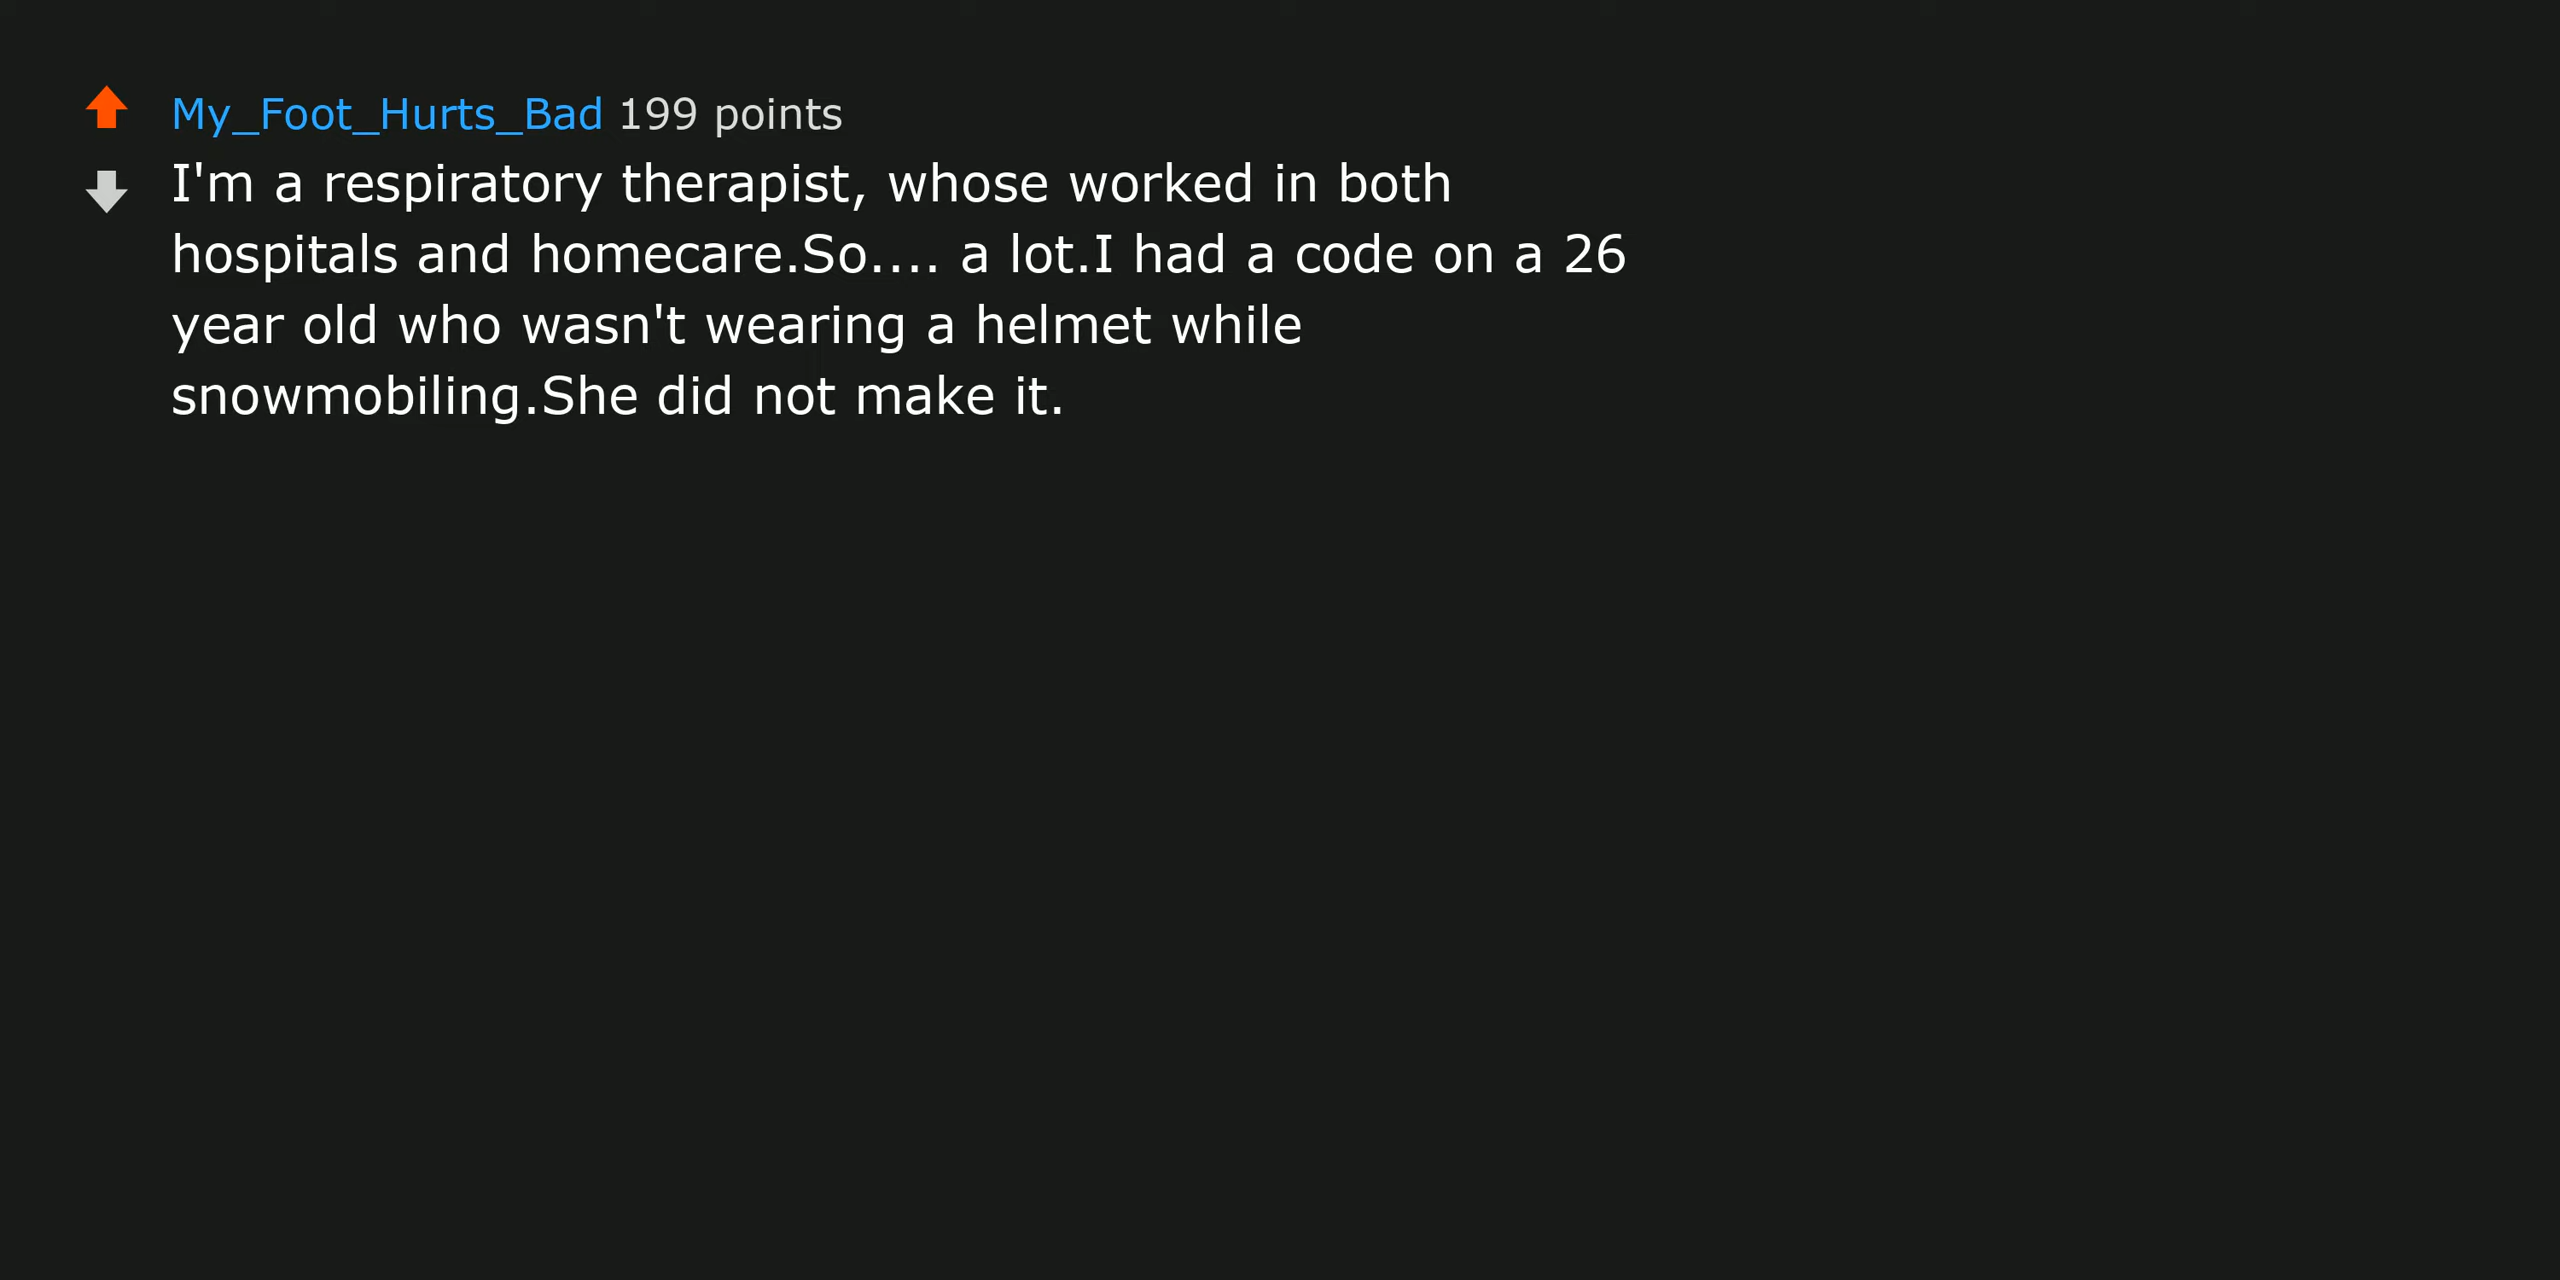 My_Foot_Hurts_Bad 199 points
I'm a respiratory therapist, whose worked in both
hospitals and homecare.So.... a lot.I had a code on a 26
year old who wasn't wearing a helmet while
snowmobiling.She did not make it.